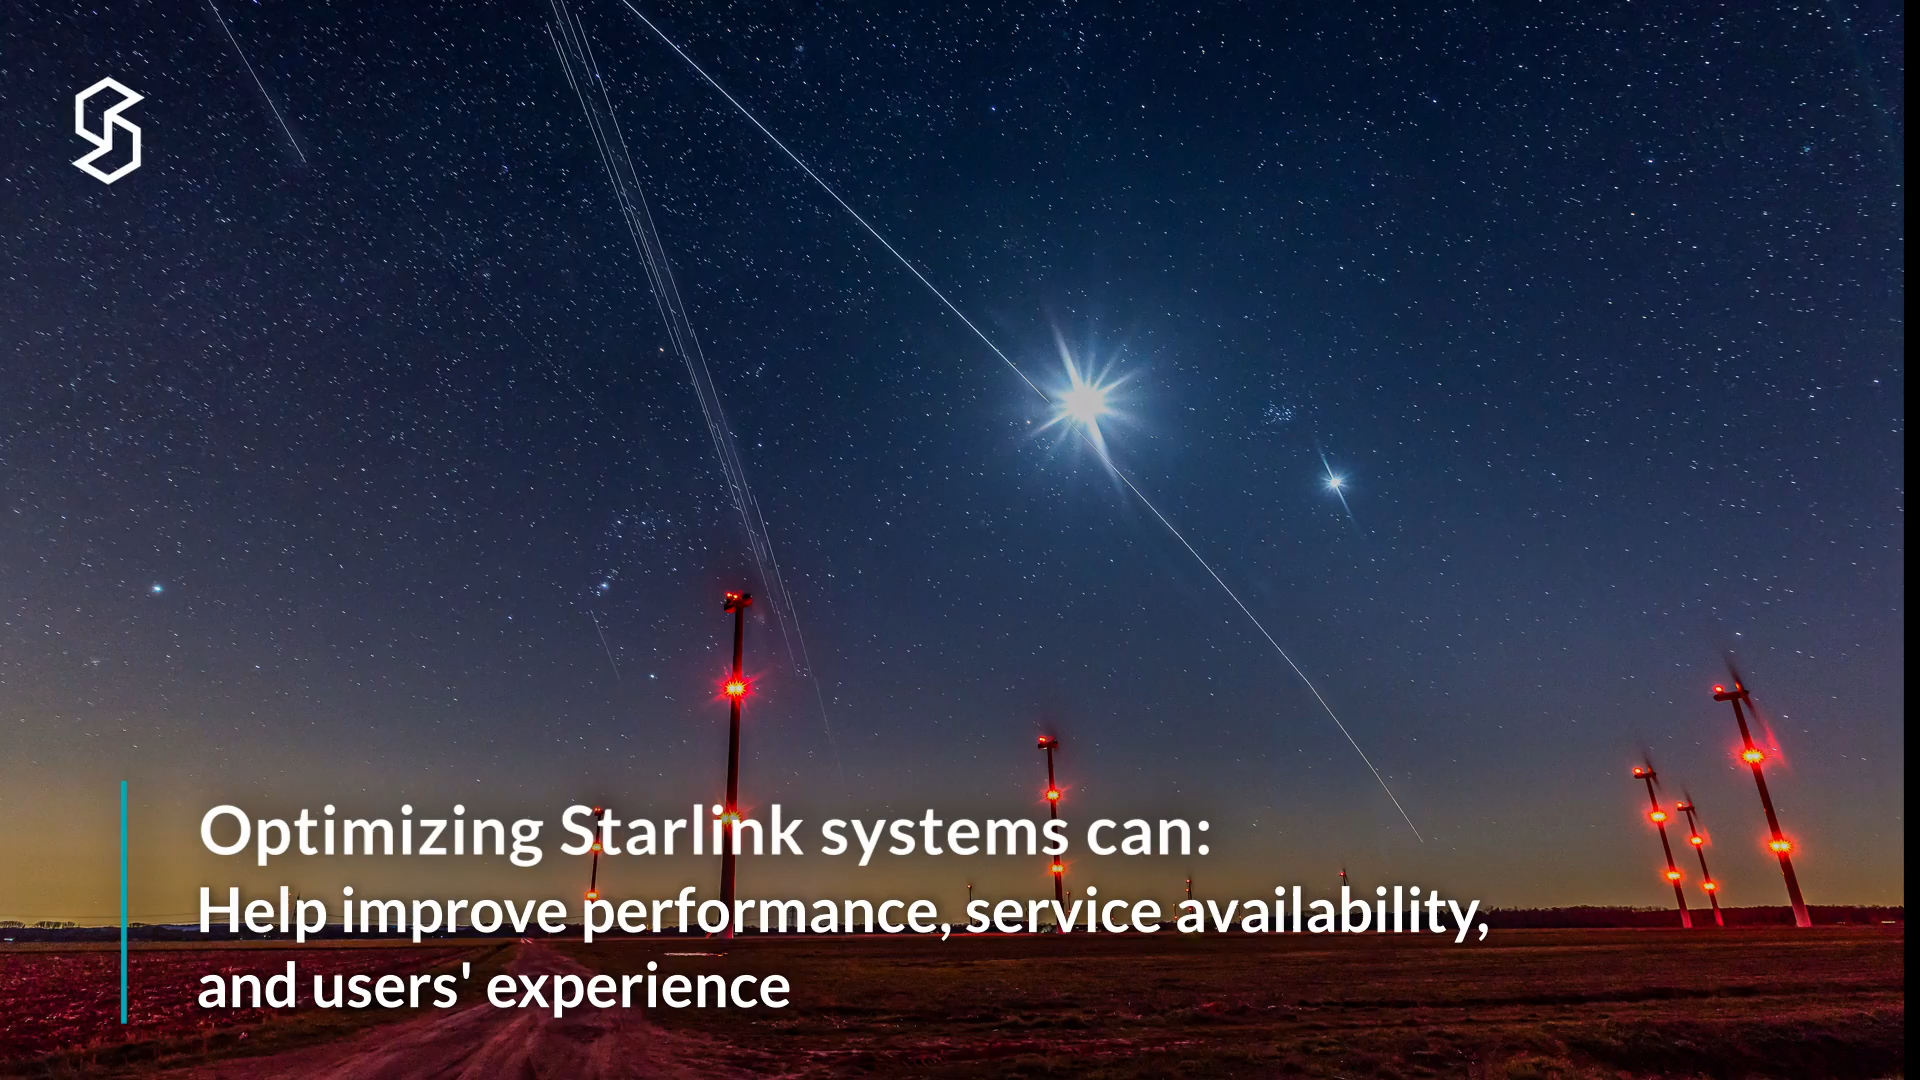 Optimizing Starlink systems can:
Help improve performance, service availability,
and users' experience